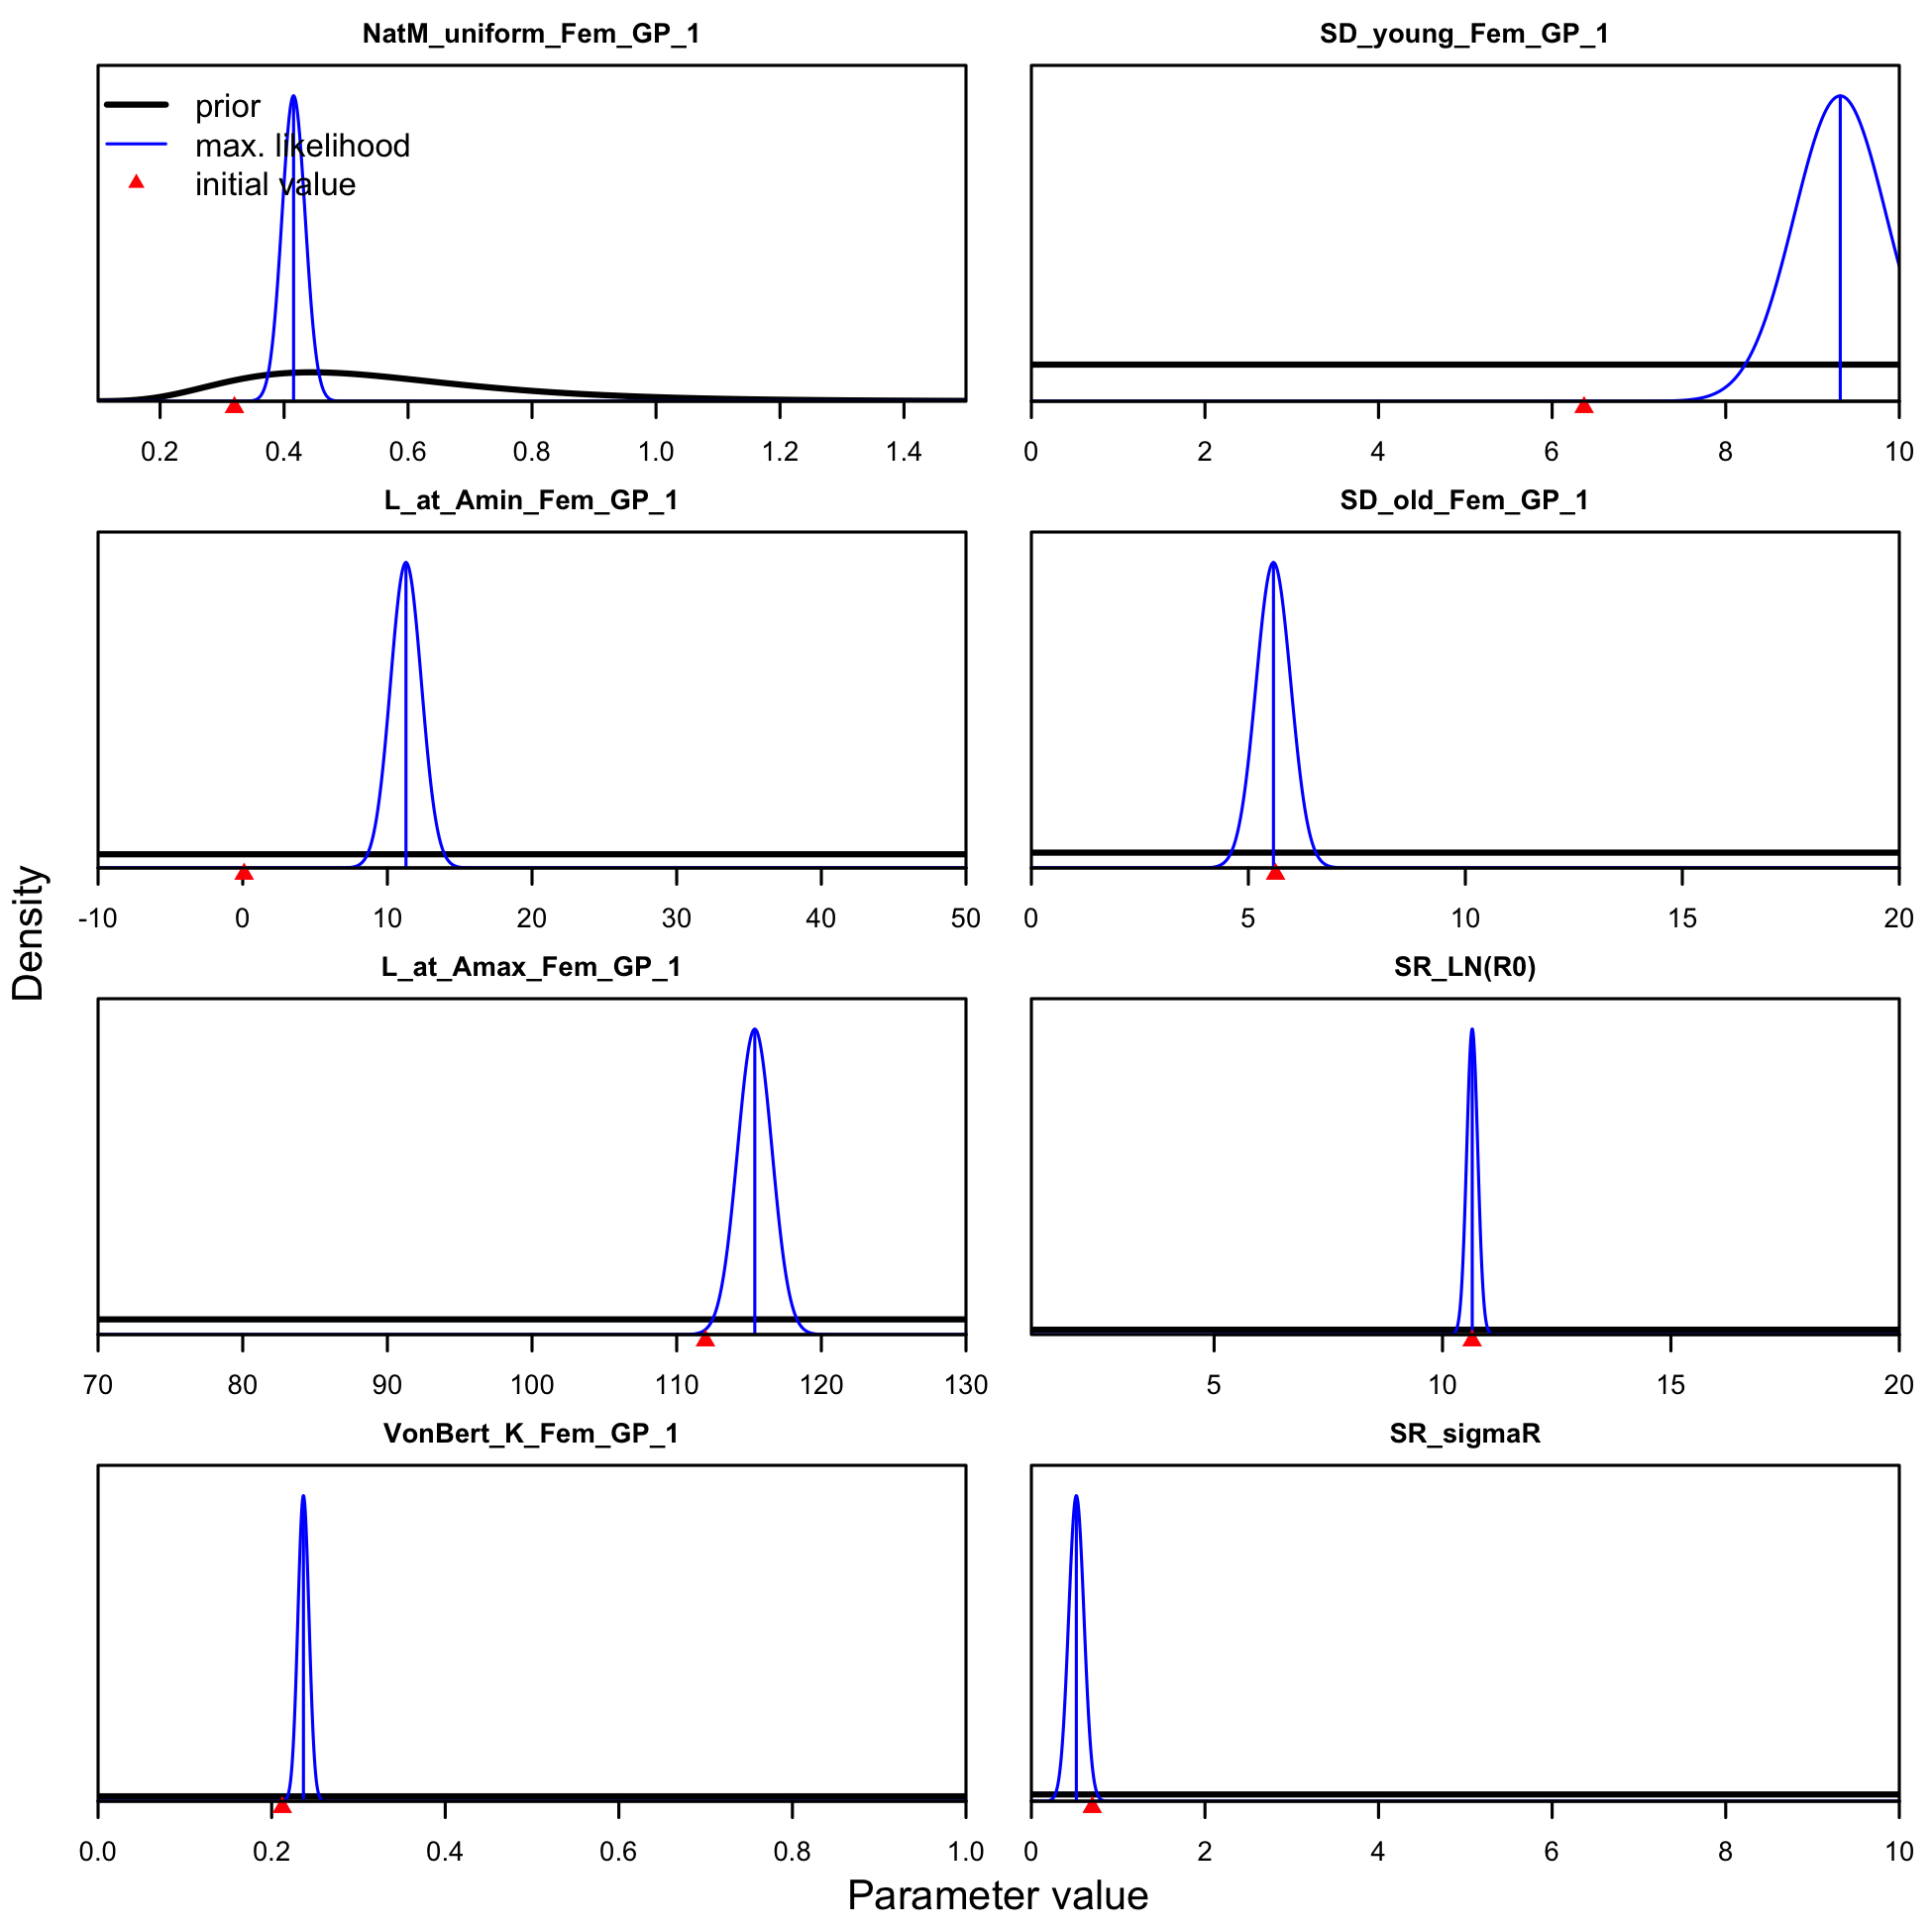 NatM_uniform_Fem_GP_1
prior
max. likelihood
initial value
0.2 0.4 0.6 0.8 1.0 1.2 1.4
SD_young_Fem_GP_1
0 2 4 6 8 10
L_at_Amin_Fem_GP_1
-10 0 10 20 30 40 50
SD_old_Fem_GP_1
0 5 10 15 20
L_at_Amax_Fem_GP_1
70 80 90 100 110 120 130
SR_LN(R0)
5 10 15 20
VonBert_K_Fem_GP_1
0.0 0.2 0.4 0.6 0.8 1.0
SR_sigmaR
0 2 4 6 8 10
Density
Parameter value